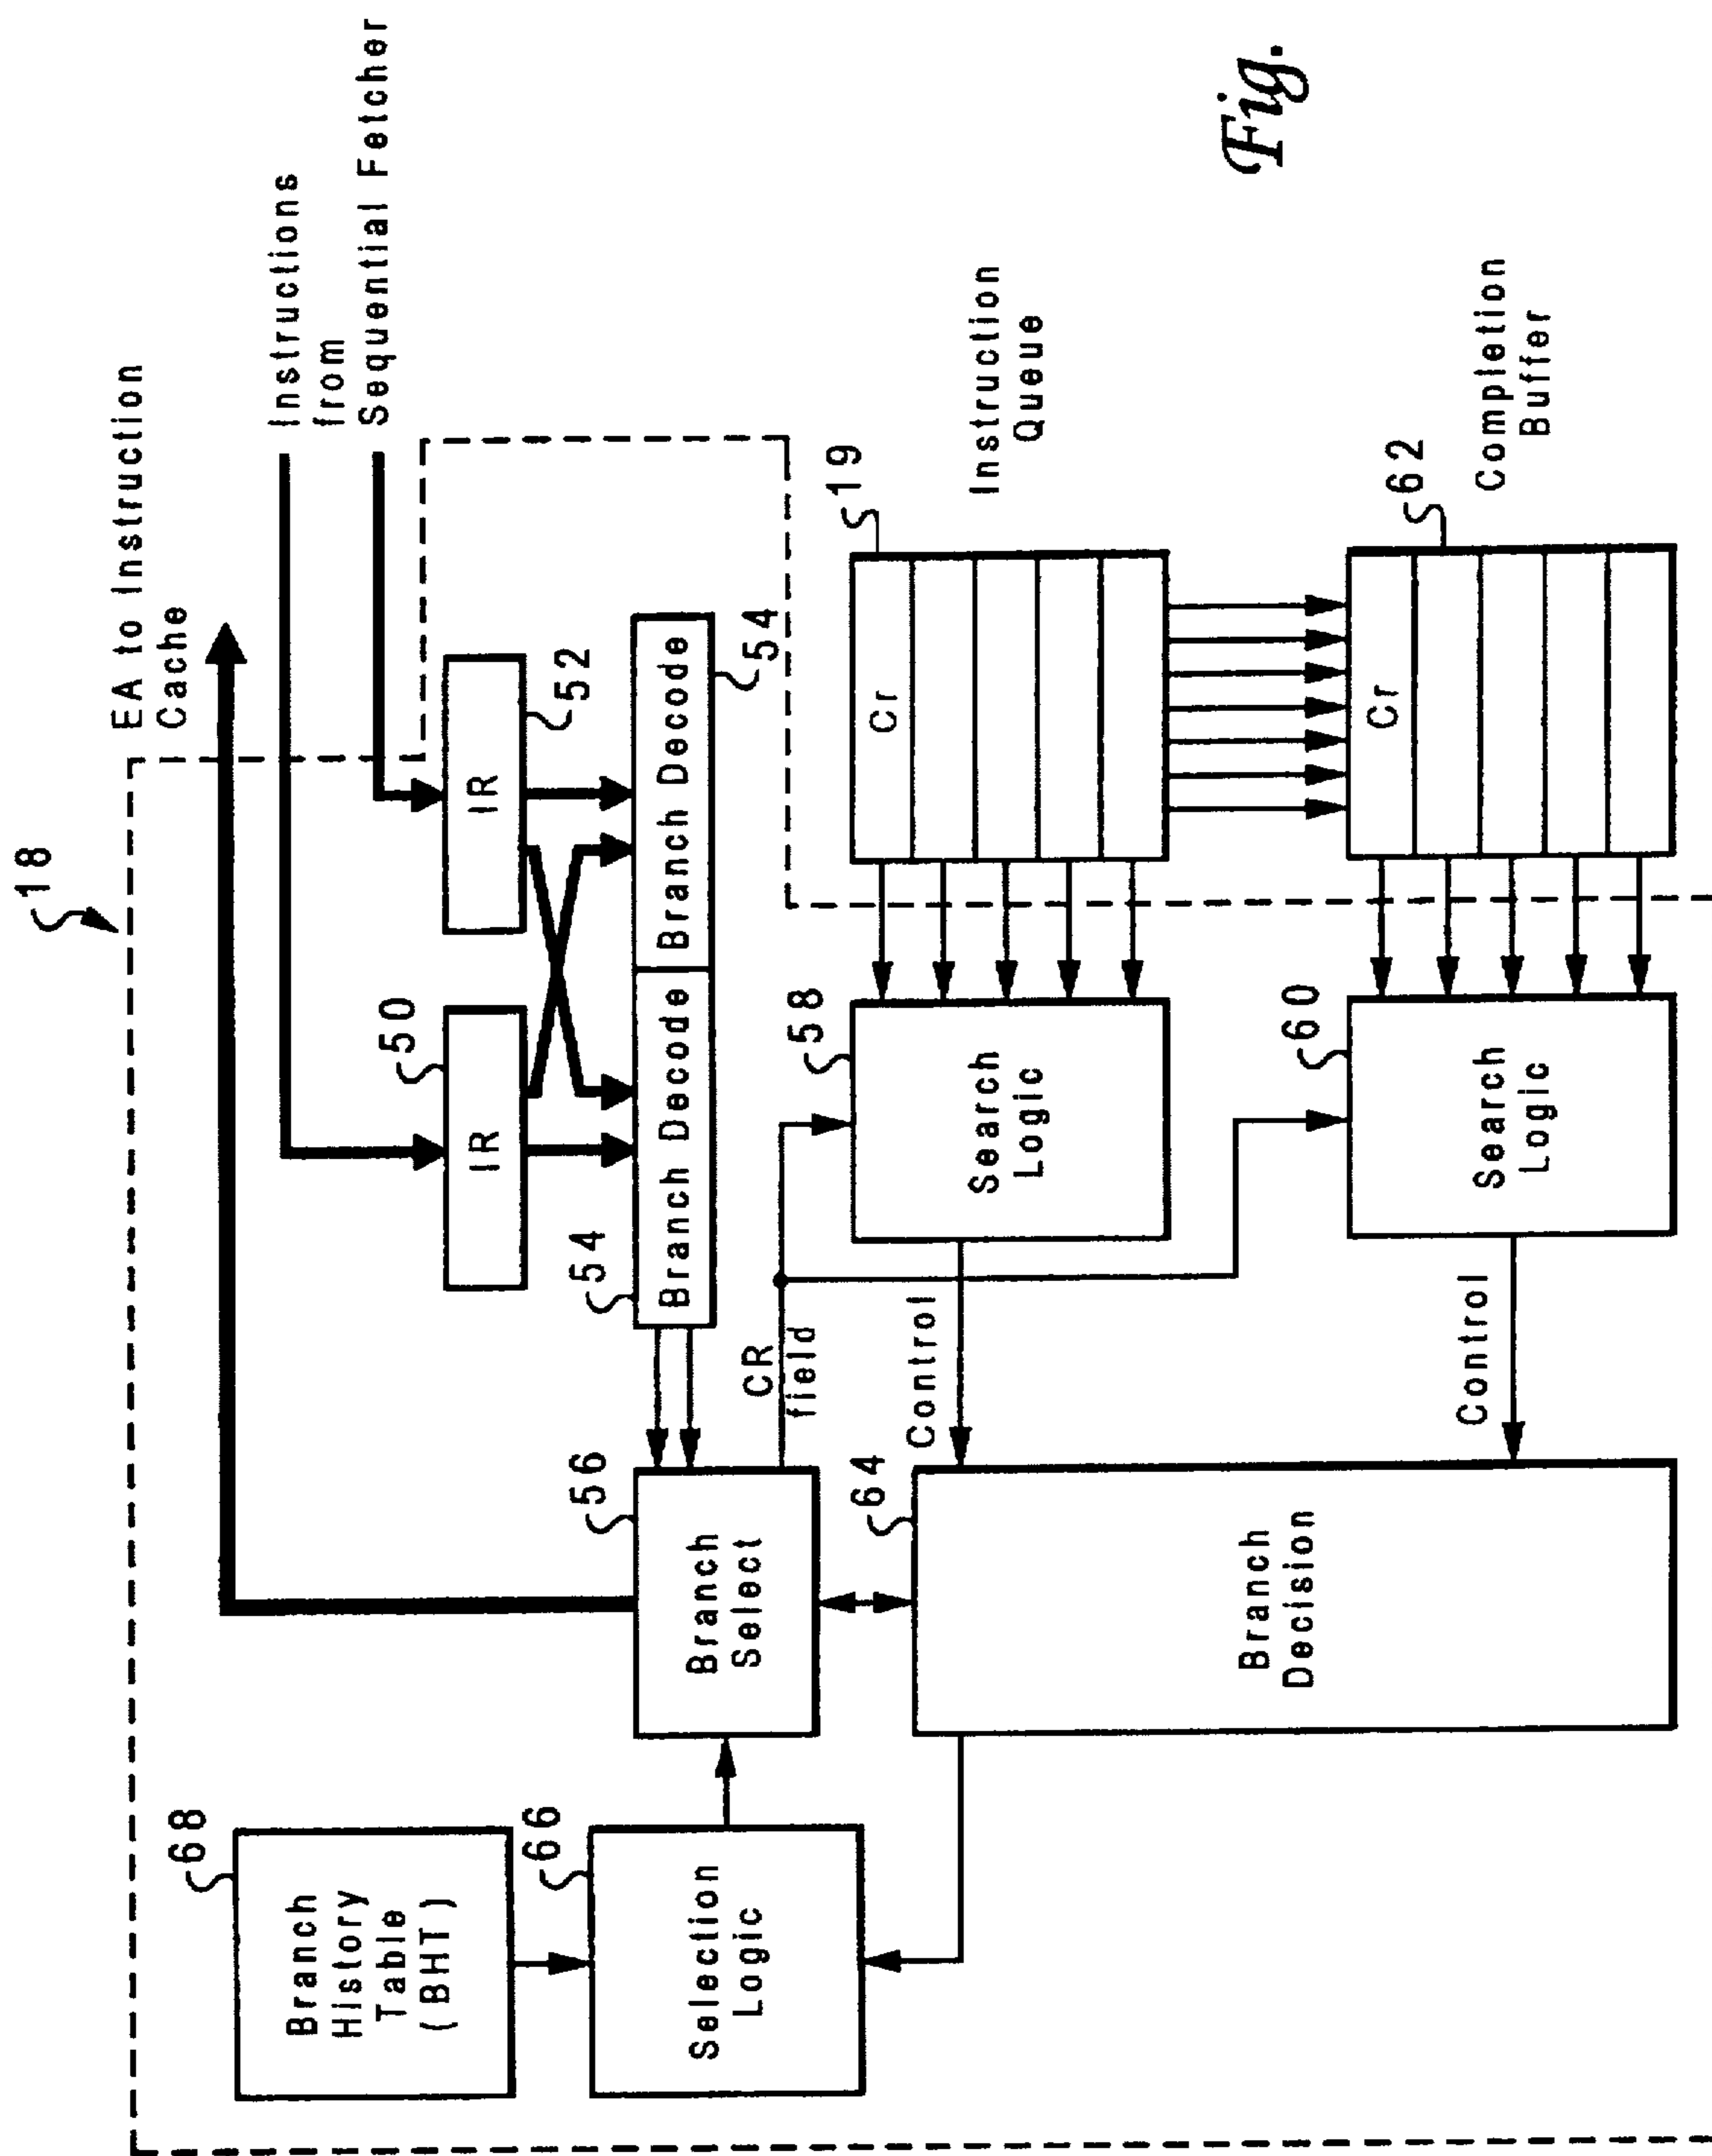 18
EA to Instruction
Cache
Instructions
from
Sequential Fetcher
68
Branch
History
Table
(BHT)
50
IR
52
IR
66
Selection
Logic
56
Branch
Select
54
Branch Decode
Branch Decode
54
CR
field
64
Branch
Decision
Control
58
Search
Logic
19
Cr
Instruction
Queue
Control
60
Search
Logic
62
Cr
Completion
Buffer
Fig.